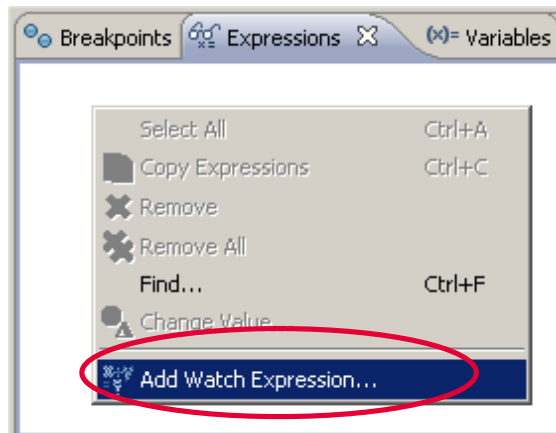 Breakpoints Expressions (x)= Variables
Select All Ctrl+A
Copy Expressions Ctrl+C
Remove
Remove All
Find... Ctrl+F
Change Value...
Add Watch Expression...